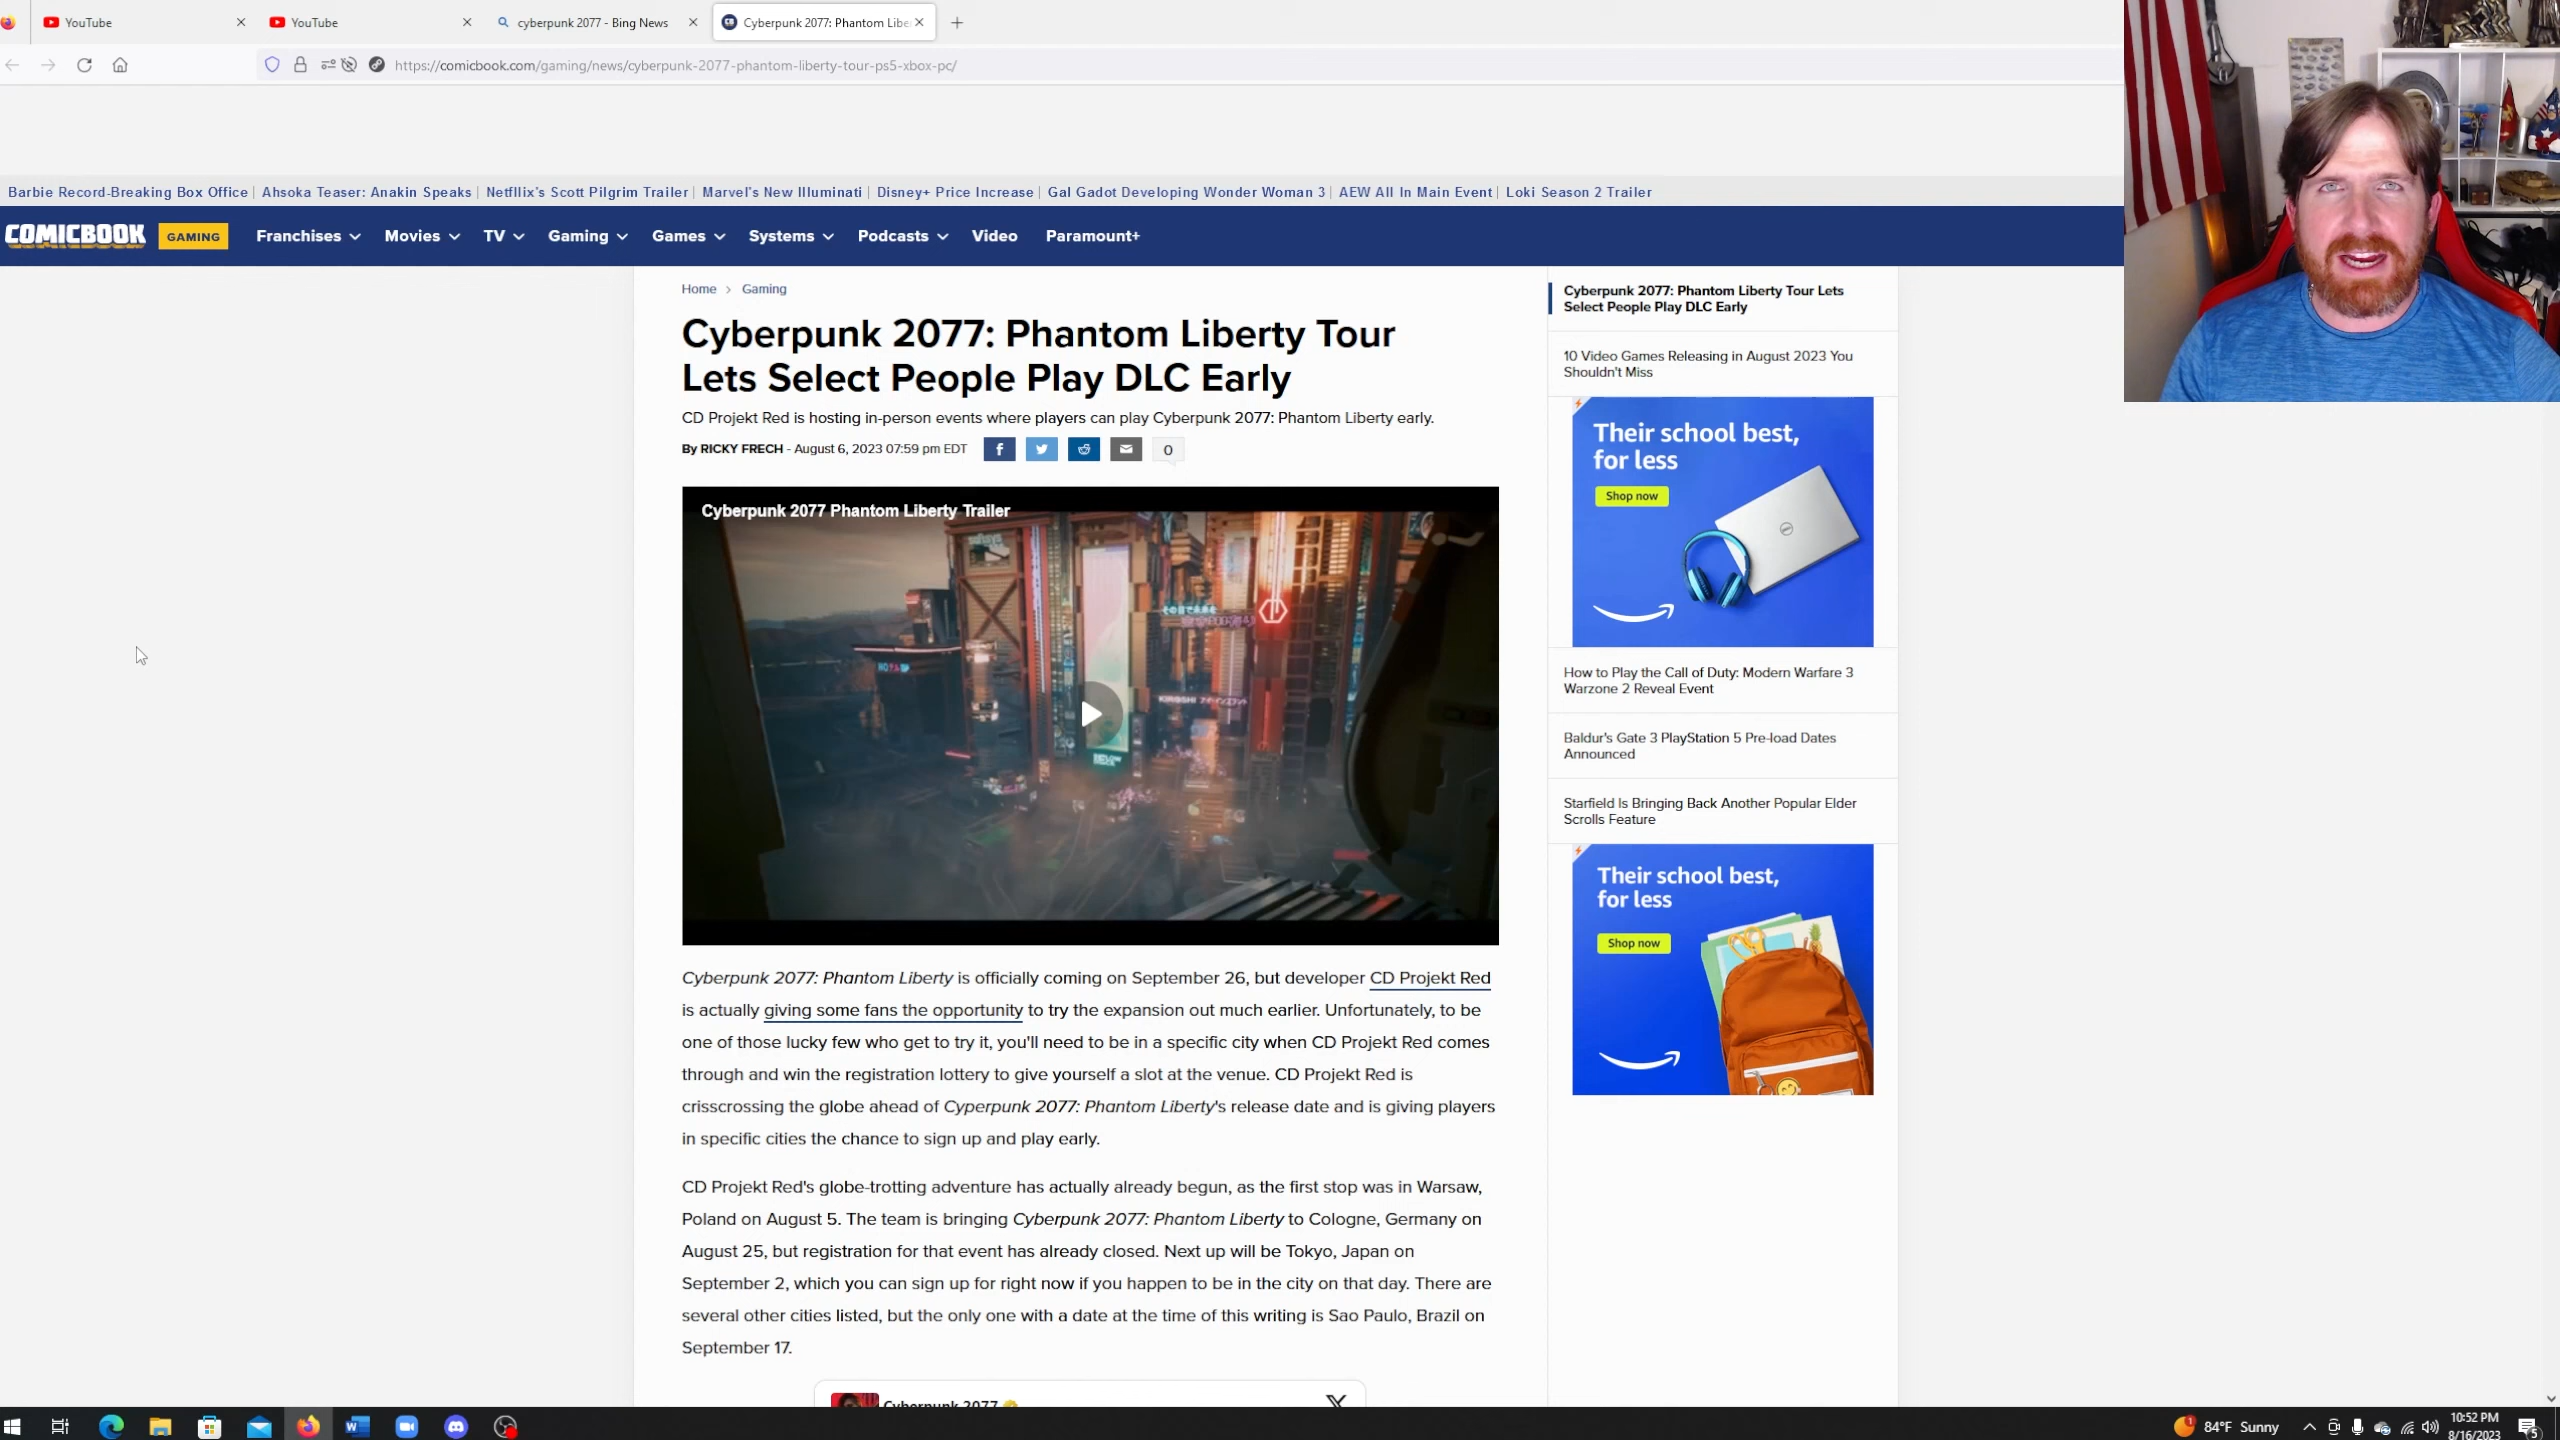 YouTube
YouTube
cyberpunk 2077 - Bing News
Cyberpunk 2077: Phantom Libe
https://comicbook.com/gaming/news/cyberpunk-2077-phantom-liberty-tour-ps5-xbox-pc/
Barbie Record-Breaking Box Office | Ahsoka Teaser: Anakin Speaks | Netfllix's Scott Pilgrim Trailer | Marvel's New Illuminati | Disney+ Price Increase | Gal Gadot Developing Wonder Woman 3 | AEW All In Main Event | Loki Season 2 Trailer
COMICBOOK GAMING Franchises Movies TV Gaming Games Systems Podcasts Video Paramount+
Home > Gaming
Cyberpunk 2077: Phantom Liberty Tour
Lets Select People Play DLC Early
CD Projekt Red is hosting in-person events where players can play Cyberpunk 2077: Phantom Liberty early.
By RICKY FRECH - August 6, 2023 07:59 pm EDT
0
Cyberpunk 2077 Phantom Liberty Trailer
Cyberpunk 2077: Phantom Liberty is officially coming on September 26, but developer CD Projekt Red
is actually giving some fans the opportunity to try the expansion out much earlier. Unfortunately, to be
one of those lucky few who get to try it, you'll need to be in a specific city when CD Projekt Red comes
through and win the registration lottery to give yourself a slot at the venue. CD Projekt Red is
crisscrossing the globe ahead of Cyperpunk 2077: Phantom Liberty's release date and is giving players
in specific cities the chance to sign up and play early.
CD Projekt Red's globe-trotting adventure has actually already begun, as the first stop was in Warsaw,
Poland on August 5. The team is bringing Cyberpunk 2077: Phantom Liberty to Cologne, Germany on
August 25, but registration for that event has already closed. Next up will be Tokyo, Japan on
September 2, which you can sign up for right now if you happen to be in the city on that day. There are
several other cities listed, but the only one with a date at the time of this writing is Sao Paulo, Brazil on
September 17.
Cyberpunk 2077
Cyberpunk 2077: Phantom Liberty Tour Lets
Select People Play DLC Early
10 Video Games Releasing in August 2023 You
Shouldn't Miss
Their school best,
for less
Shop now
How to Play the Call of Duty: Modern Warfare 3
Warzone 2 Reveal Event
Baldur's Gate 3 PlayStation 5 Pre-load Dates
Announced
Starfield Is Bringing Back Another Popular Elder
Scrolls Feature
Their school best,
for less
Shop now
84°F Sunny
10:52 PM
8/16/2023
5